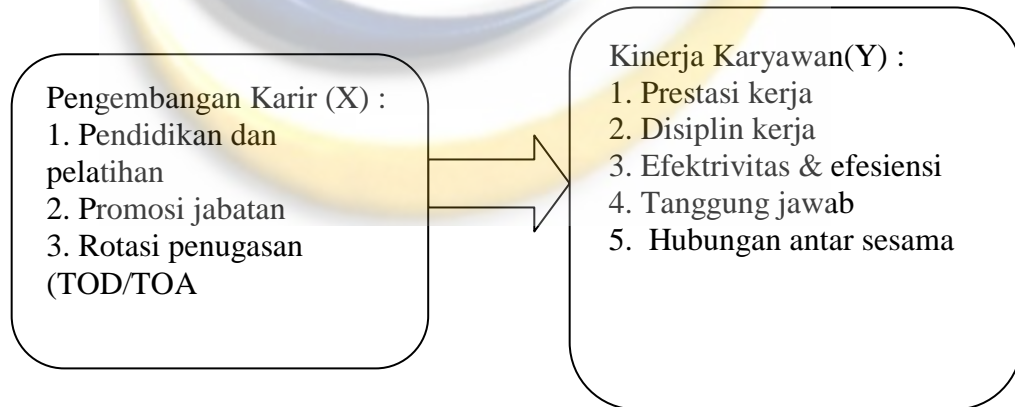 Pengembangan Karir (X) :
1. Pendidikan dan
pelatihan
2. Promosi jabatan
3. Rotasi penugasan
(TOD/TOA
Kinerja Karyawan(Y) :
1. Prestasi kerja
2. Disiplin kerja
3. Efektrivitas & efesiensi
4. Tanggung jawab
5. Hubungan antar sesama